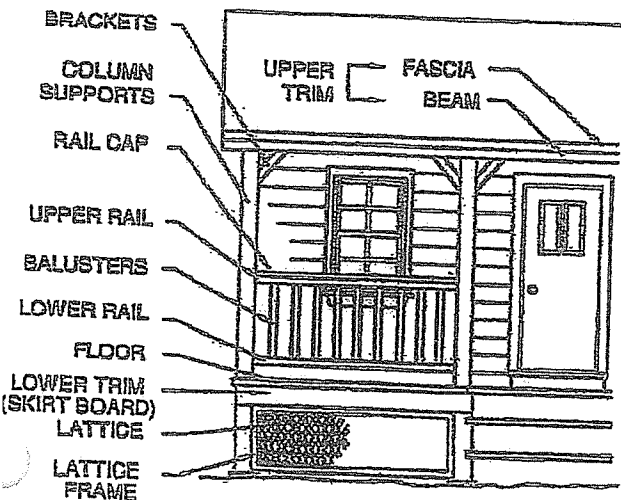 BRACKETS
COLUMN
SUPPORTS
UPPER
TRIM
FASCIA
BEAM
RAIL CAP
UPPER RAIL
BALUSTERS
LOWER RAIL
FLOOR
LOWER TRIM
(SKIRT BOARD)
LATTICE
LATTICE
FRAME